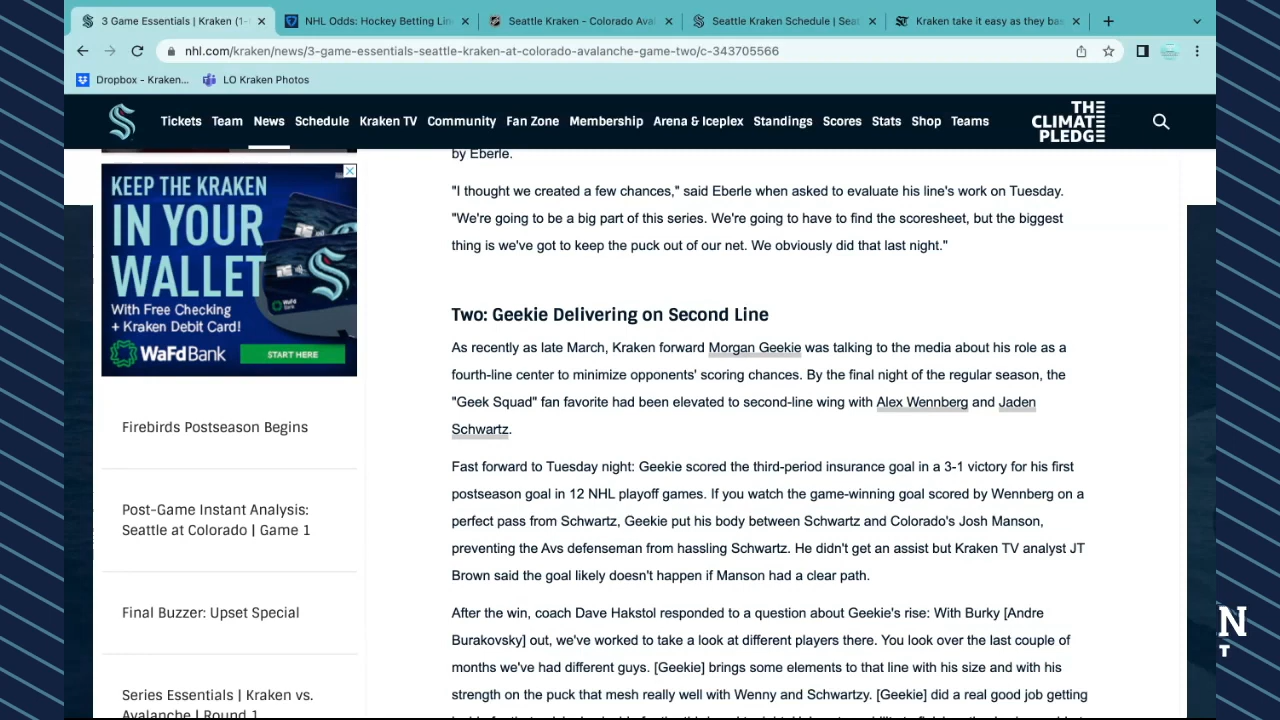 3 Game Essentials | Kraken (1-
NHL Odds: Hockey Betting Lin
Seattle Kraken - Colorado Ava
Seattle Kraken Schedule | Sea
Kraken take it easy as they ba
nhl.com/kraken/news/3-game-essentials-seattle-kraken-at-colorado-avalanche-game-two/c-343705566
Dropbox - Kraken...
LO Kraken Photos
Tickets Team News Schedule Kraken TV Community Fan Zone Membership Arena & Iceplex Standings Scores Stats Shop Teams
THE
CLIMATE
PLEDGE
KEEP THE KRAKEN
IN YOUR
WALLET
With Free Checking
+ Kraken Debit Card!
WaFd Bank
START HERE
Firebirds Postseason Begins
Post-Game Instant Analysis:
Seattle at Colorado | Game 1
Final Buzzer: Upset Special
Series Essentials | Kraken vs.
Avalanche | Round 1
by Eberle.
"I thought we created a few chances," said Eberle when asked to evaluate his line's work on Tuesday.
"We're going to be a big part of this series. We're going to have to find the scoresheet, but the biggest
thing is we've got to keep the puck out of our net. We obviously did that last night."
Two: Geekie Delivering on Second Line
As recently as late March, Kraken forward Morgan Geekie was talking to the media about his role as a
fourth-line center to minimize opponents' scoring chances. By the final night of the regular season, the
"Geek Squad" fan favorite had been elevated to second-line wing with Alex Wennberg and Jaden
Schwartz.
Fast forward to Tuesday night: Geekie scored the third-period insurance goal in a 3-1 victory for his first
postseason goal in 12 NHL playoff games. If you watch the game-winning goal scored by Wennberg on a
perfect pass from Schwartz, Geekie put his body between Schwartz and Colorado's Josh Manson,
preventing the Avs defenseman from hassling Schwartz. He didn't get an assist but Kraken TV analyst JT
Brown said the goal likely doesn't happen if Manson had a clear path.
After the win, coach Dave Hakstol responded to a question about Geekie's rise: With Burky [Andre
Burakovsky] out, we've worked to take a look at different players there. You look over the last couple of
months we've had different guys. [Geekie] brings some elements to that line with his size and with his
strength on the puck that mesh really well with Wenny and Schwartzy. [Geekie] did a real good job getting
N
T